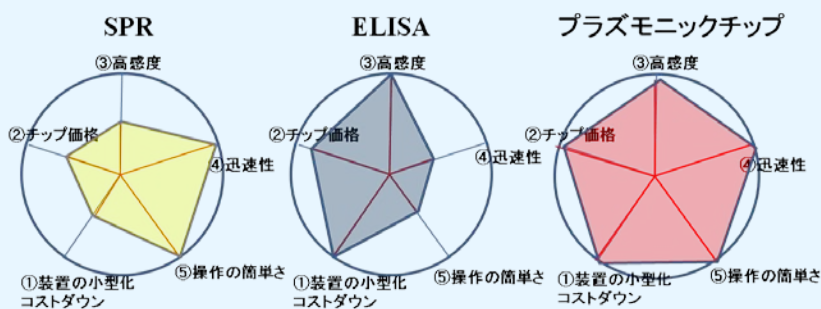 SPR
③高感度
②チップ価格
④迅速性
①装置の小型化
コストダウン
⑤操作の簡単さ
ELISA
③高感度
②チップ価格
④迅速性
①装置の小型化
コストダウン
⑤操作の簡単さ
プラズモニックチップ
③高感度
②チップ価格
④迅速性
①装置の小型化
コストダウン
⑤操作の簡単さ